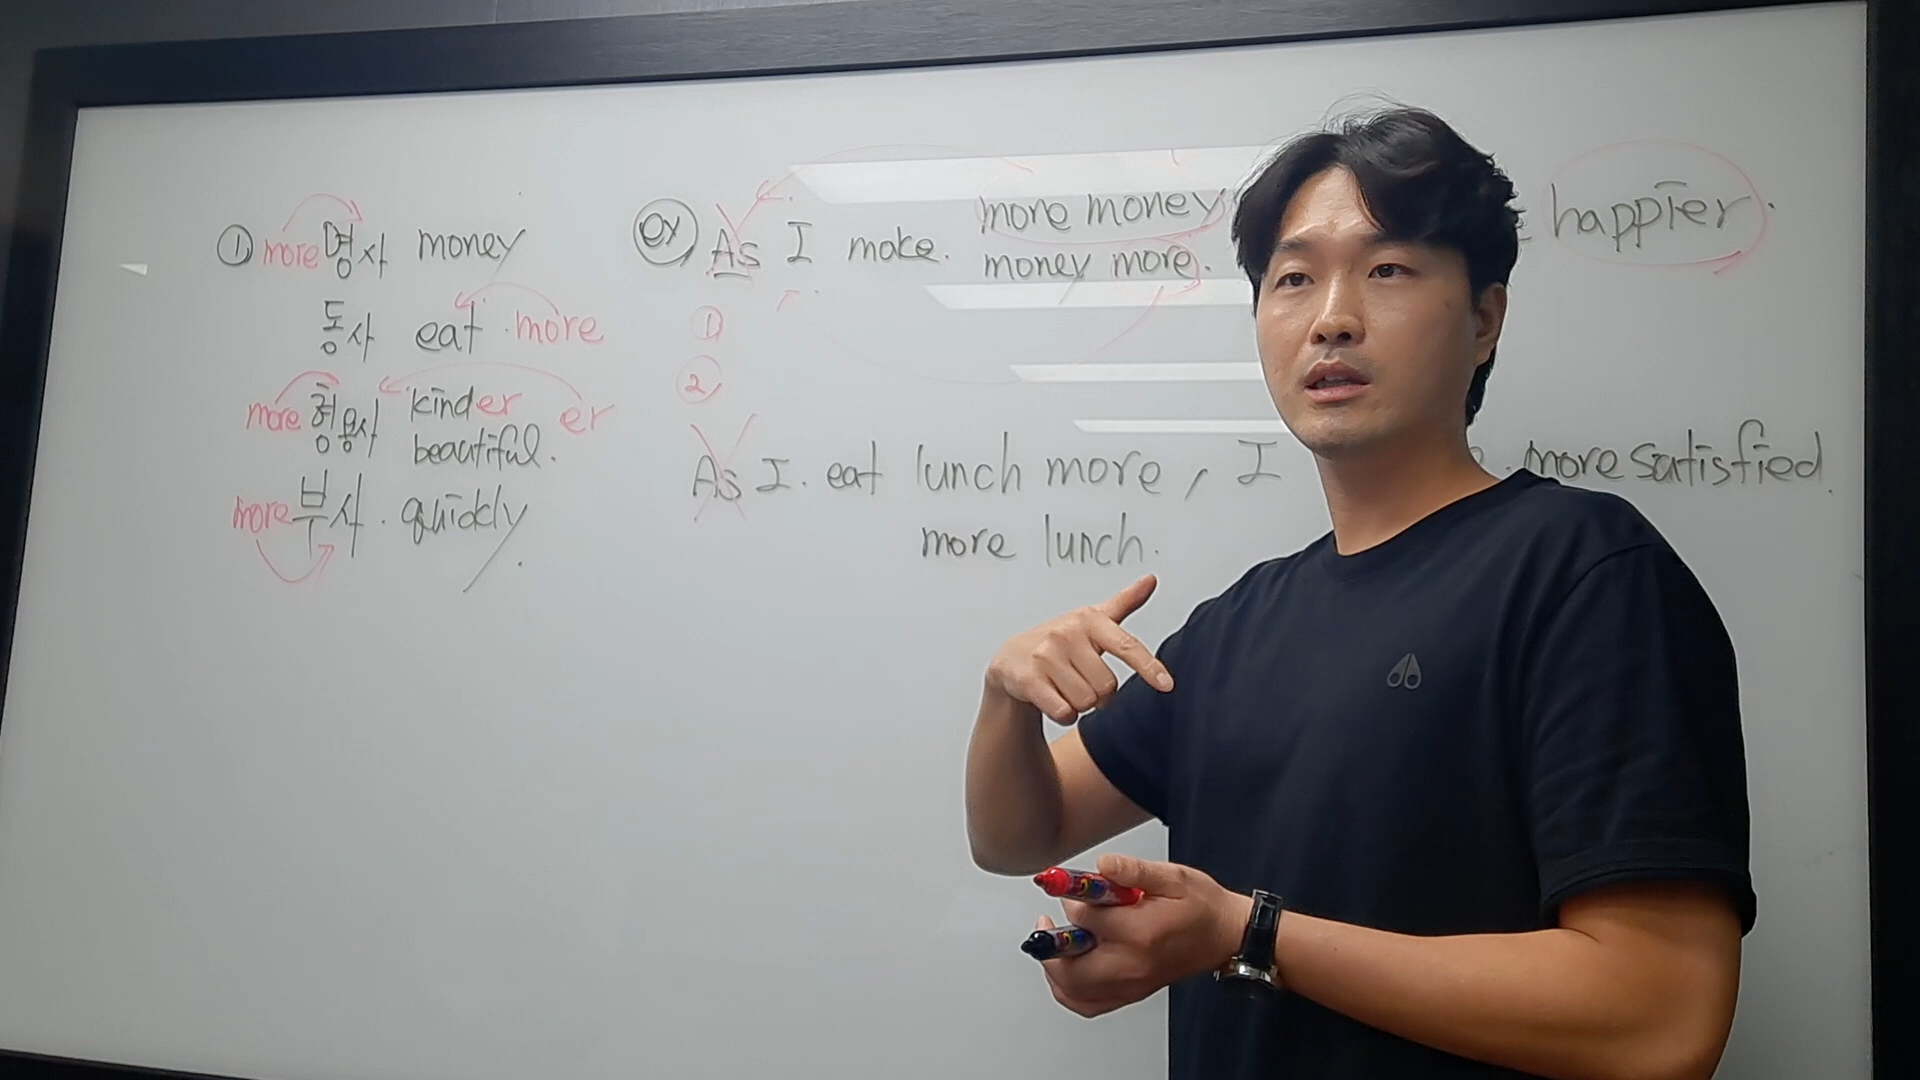 ① more 명사 money
동사 eat more
more 형용사 kinder er
beautiful.
more 부사. quickly
ex) As I make. more money happier.
money more.
①
②
As I. eat lunch more, I more satisfied.
more lunch.